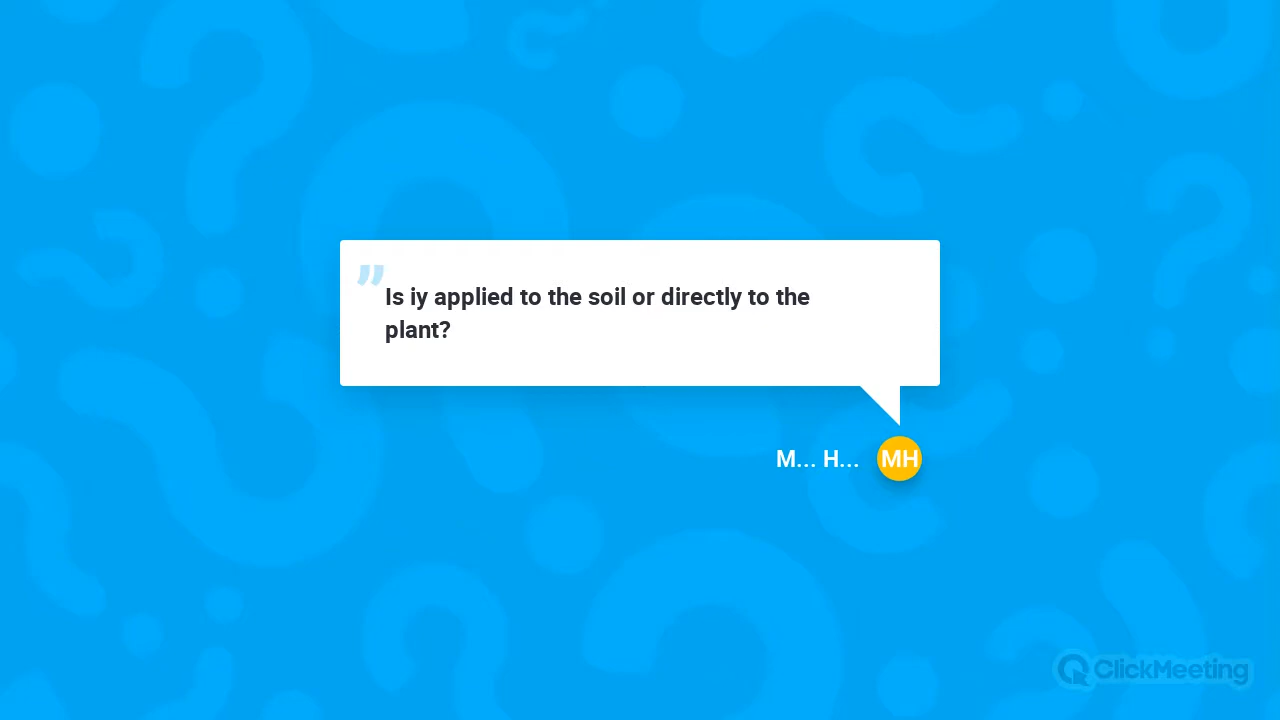 Is iy applied to the soil or directly to the
plant?
M... H...
MH
ClickMeeting